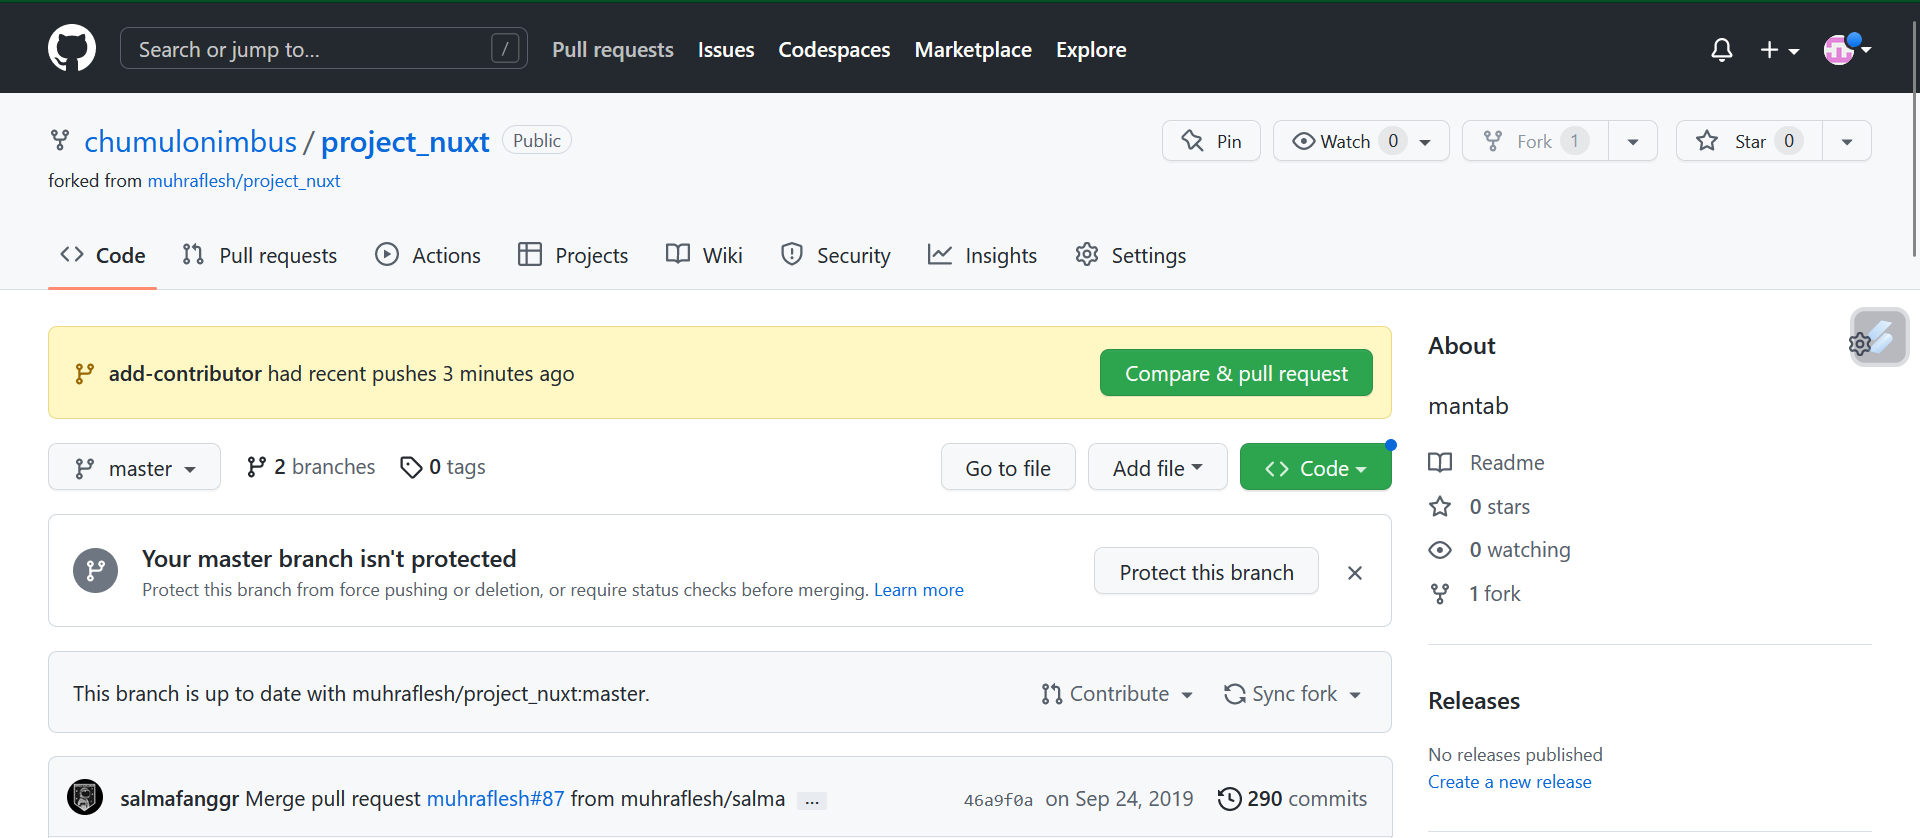 Search or jump to... / Pull requests Issues Codespaces Marketplace Explore
chumulonimbus / project_nuxt Public Pin Watch 0 Fork 1 Star 0
forked from muhraflesh/project_nuxt
Code Pull requests Actions Projects Wiki Security Insights Settings
add-contributor had recent pushes 3 minutes ago Compare & pull request
master 2 branches 0 tags Go to file Add file Code
Your master branch isn't protected
Protect this branch from force pushing or deletion, or require status checks before merging. Learn more
Protect this branch
This branch is up to date with muhraflesh/project_nuxt:master. Contribute Sync fork
salmafanggr Merge pull request muhraflesh#87 from muhraflesh/salma ... 46a9f0a on Sep 24, 2019 290 commits
About
mantab
Readme
0 stars
0 watching
1 fork
Releases
No releases published
Create a new release